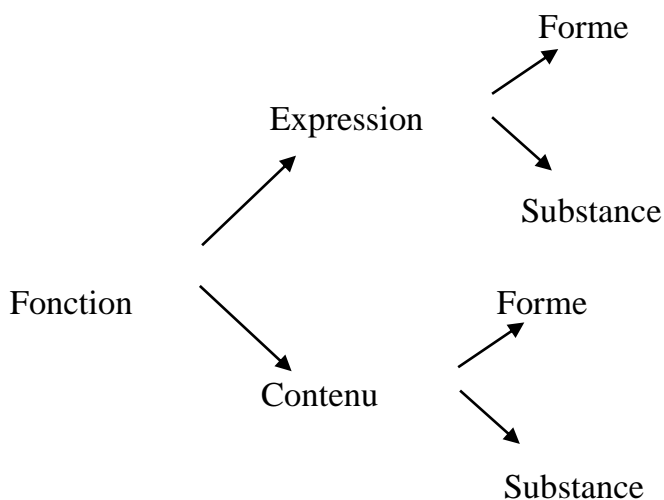 Forme
Expression
Substance
Fonction
Forme
Contenu
Substance